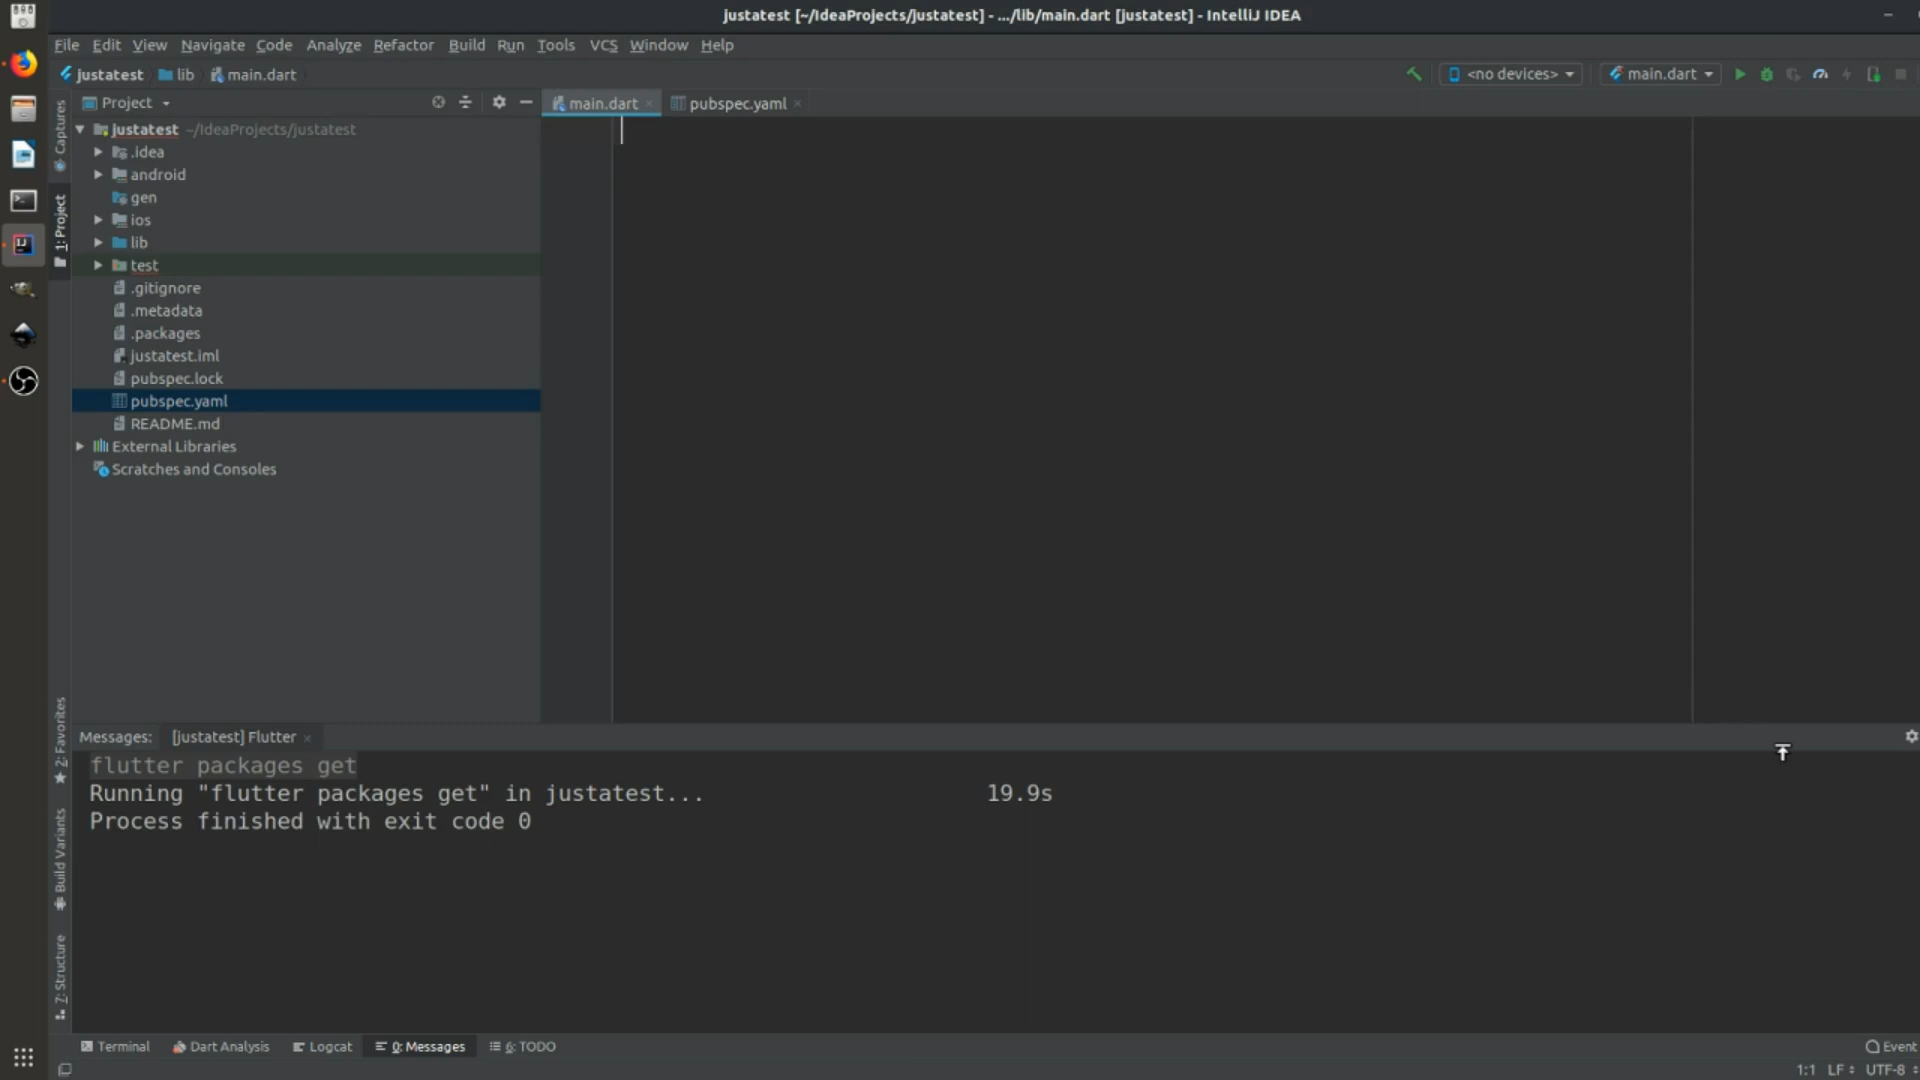 justatest [~/IdeaProjects/justatest] - .../lib/main.dart [justatest] - IntelliJ IDEA
File Edit View Navigate Code Analyze Refactor Build Run Tools VCS Window Help
justatest lib main.dart <no devices> main.dart
Project main.dart pubspec.yaml
Captures
1: Project
justatest ~/IdeaProjects/justatest
.idea
android
gen
ios
lib
test
.gitignore
.metadata
.packages
justatest.iml
pubspec.lock
pubspec.yaml
README.md
External Libraries
Scratches and Consoles
2: Favorites
Build Variants
7: Structure
Messages: [justatest] Flutter
flutter packages get
Running "flutter packages get" in justatest... 19.9s
Process finished with exit code 0
Terminal Dart Analysis Logcat 0: Messages 6: TODO Event
1:1 LF UTF-8